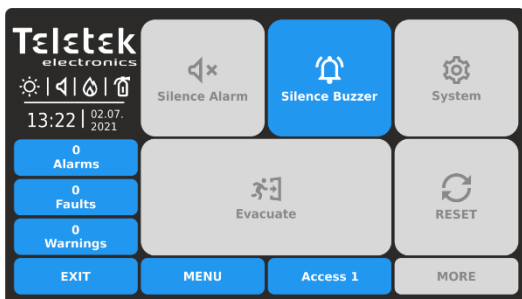 Teletek
electronics
13:22 02.07.
2021
Silence Alarm
Silence Buzzer
System
0
Alarms
0
Faults
0
Warnings
Evacuate
RESET
EXIT
MENU
Access 1
MORE